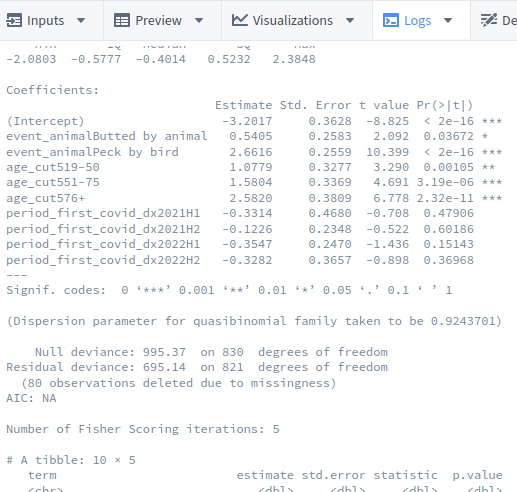 Inputs Preview Visualizations Logs De
Min 1Q Median 3Q Max
-2.0803 -0.5777 -0.4014 0.5232 2.3848
Coefficients:
Estimate Std. Error t value Pr(>|t|)
(Intercept) -3.2017 0.3628 -8.825 < 2e-16 ***
event_animalButted by animal 0.5405 0.2583 2.092 0.03672 *
event_animalPeck by bird 2.6616 0.2559 10.399 < 2e-16 ***
age_cut519-50 1.0779 0.3277 3.290 0.00105 **
age_cut551-75 1.5804 0.3369 4.691 3.19e-06 ***
age_cut576+ 2.5820 0.3809 6.778 2.32e-11 ***
period_first_covid_dx2021H1 -0.3314 0.4680 -0.708 0.47906
period_first_covid_dx2021H2 -0.1226 0.2348 -0.522 0.60186
period_first_covid_dx2022H1 -0.3547 0.2470 -1.436 0.15143
period_first_covid_dx2022H2 -0.3282 0.3657 -0.898 0.36968
---
Signif. codes: 0 ‘***’ 0.001 ‘**’ 0.01 ‘*’ 0.05 ‘.’ 0.1 ‘ ’ 1
(Dispersion parameter for quasibinomial family taken to be 0.9243701)
Null deviance: 995.37 on 830 degrees of freedom
Residual deviance: 695.14 on 821 degrees of freedom
(80 observations deleted due to missingness)
AIC: NA
Number of Fisher Scoring iterations: 5
# A tibble: 10 × 5
term estimate std.error statistic p.value
<chr> <dbl> <dbl> <dbl> <dbl>